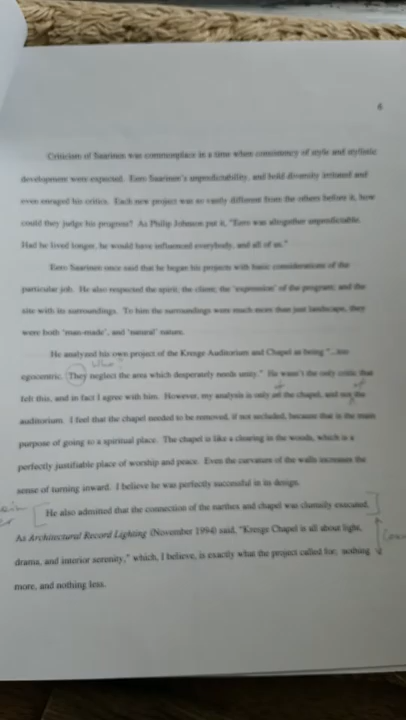 6
Criticism of Saarinen was commonplace in a time when consistency of style and stylistic
development were expected. Eero Saarinen's unpredictability, and bold diversity irritated and
even enraged his critics. Each new project was so vastly different from the others before it, how
could they judge his progress? As Philip Johnson put it, "Eero was altogether unpredictable.
Had he lived longer, he would have influenced everybody, and all of us."
Eero Saarinen once said that he began his projects with basic considerations of the
particular job. He also respected the spirit; the client; the 'expression' of the program; and the
site with its surroundings. To him the surroundings were much more than just landscape, they
were both 'man-made', and 'natural' nature.
He analyzed his own project of the Kresge Auditorium and Chapel as being "...too
Who?
egocentric. They neglect the area which desperately needs unity." He wasn't the only critic that
of of
felt this, and in fact I agree with him. However, my analysis is only on the chapel, and not the
auditorium. I feel that the chapel needed to be removed, if not secluded, because that is the main
purpose of going to a spiritual place. The chapel is like a clearing in the woods, which is a
perfectly justifiable place of worship and peace. Even the curvature of the walls increases the
sense of turning inward. I believe he was perfectly successful in its design.
He also admitted that the connection of the narthex and chapel was clumsily executed.
As Architectural Record Lighting (November 1994) said, "Kresge Chapel is all about light,
drama, and interior serenity," which, I believe, is exactly what the project called for; nothing
more, and nothing less.